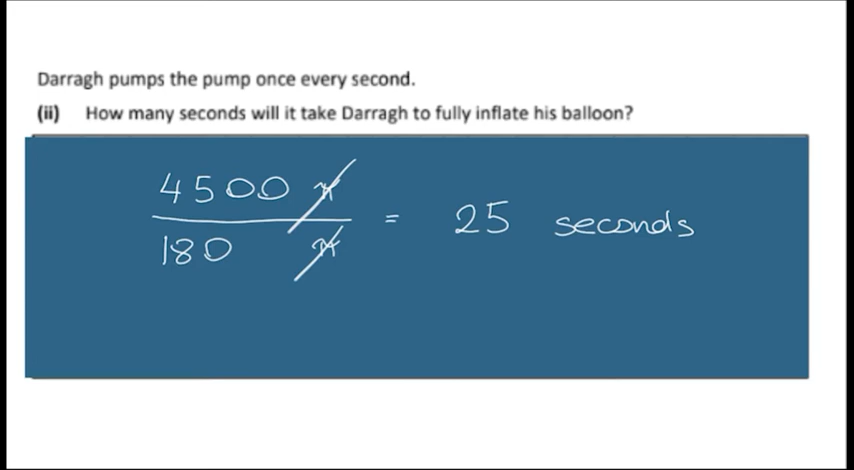 Darragh pumps the pump once every second.
(ii) How many seconds will it take Darragh to fully inflate his balloon?
4500 π
180 π
= 25 seconds